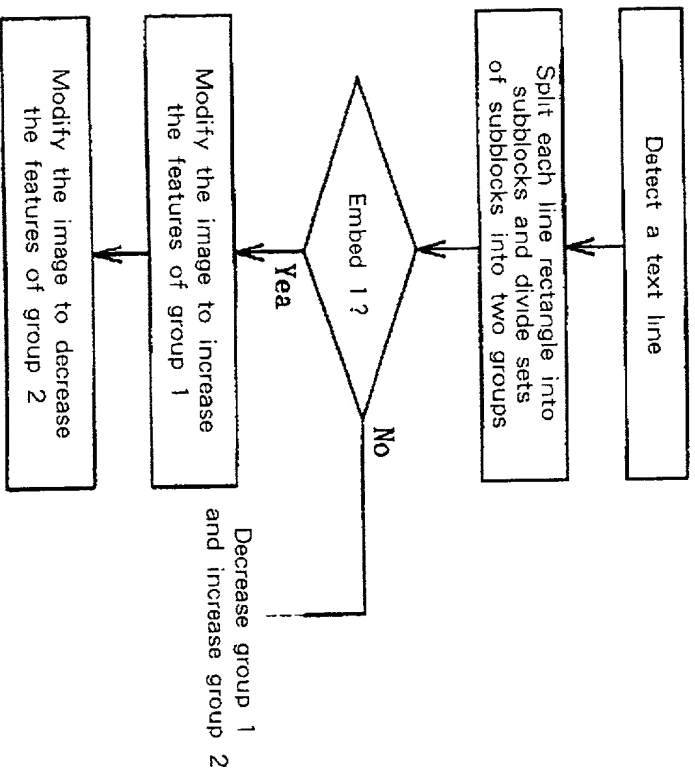 Detect a text line
Split each line rectangle into
subblocks and divide sets
of subblocks into two groups
Embed 1 ?
No
Yea
Modify the image to increase
the features of group 1
Decrease group 1
and increase group 2
Modify the image to decrease
the features of group 2